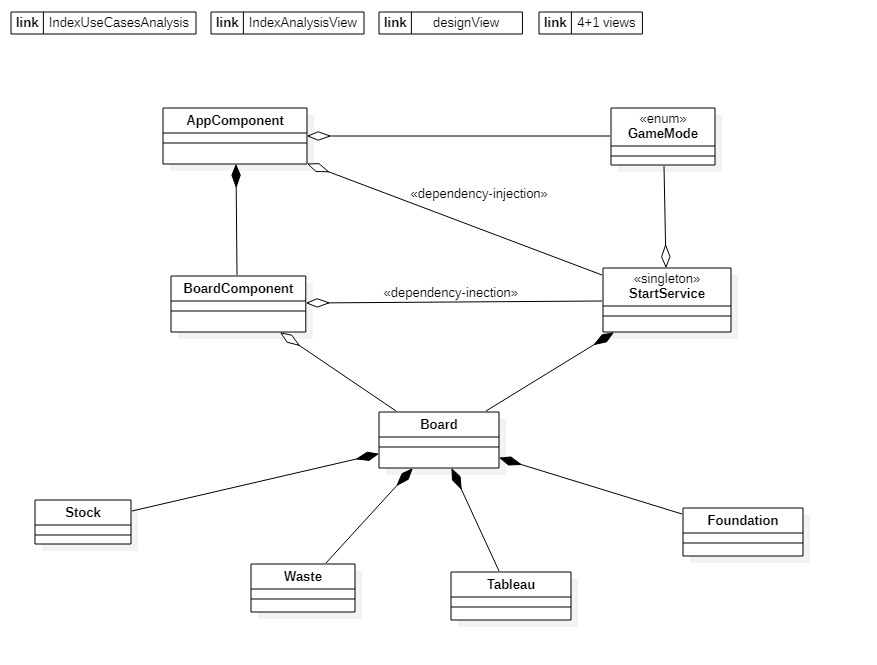 link IndexUseCasesAnalysis
link IndexAnalysisView
link designView
link 4+1 views
AppComponent
«enum»
GameMode
«dependency-injection»
BoardComponent
«dependency-inection»
«singleton»
StartService
Board
Stock
Foundation
Waste
Tableau